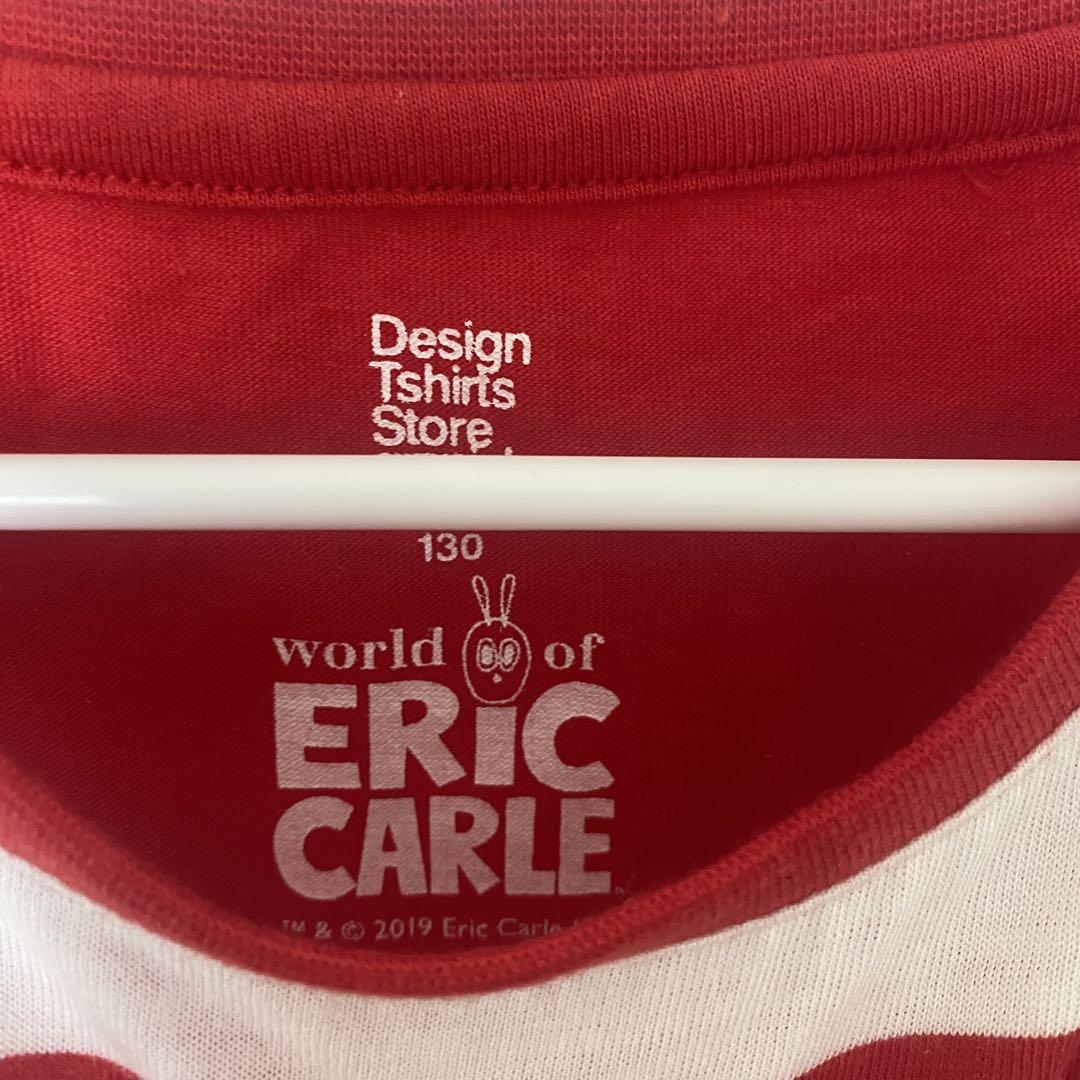 Design
Tshirts
Store
130
world of
ERIC
CARLE
™ & © 2019 Eric Carle